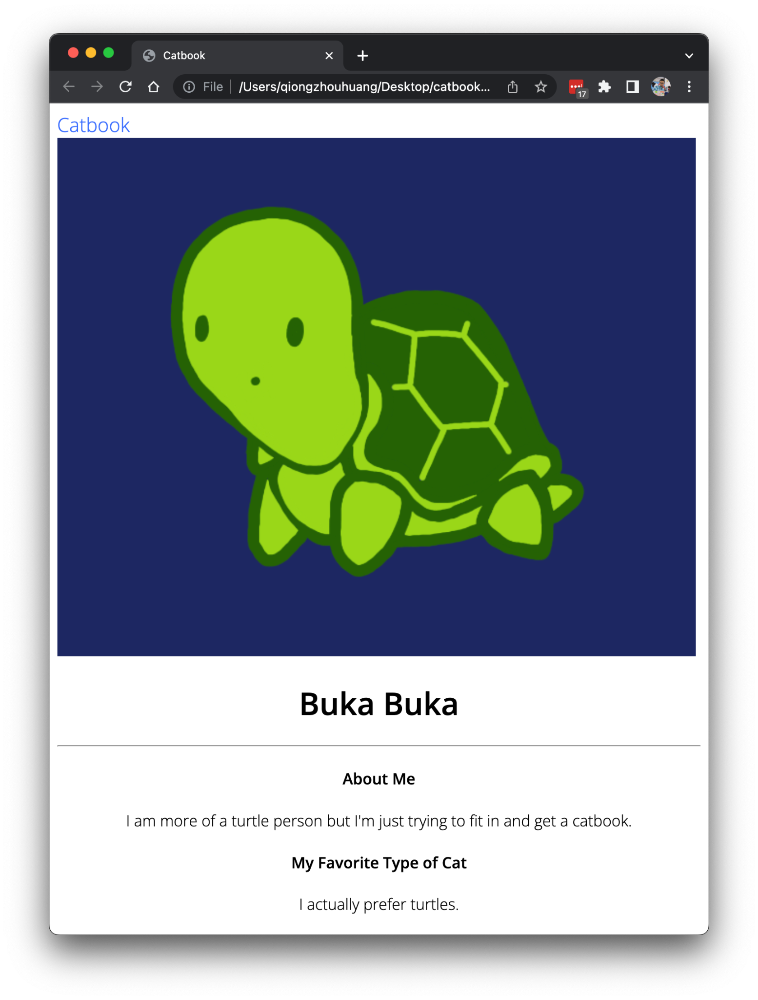 Catbook
File /Users/qiongzhouhuang/Desktop/catbook...
17
Catbook
Buka Buka
About Me
I am more of a turtle person but I'm just trying to fit in and get a catbook.
My Favorite Type of Cat
I actually prefer turtles.